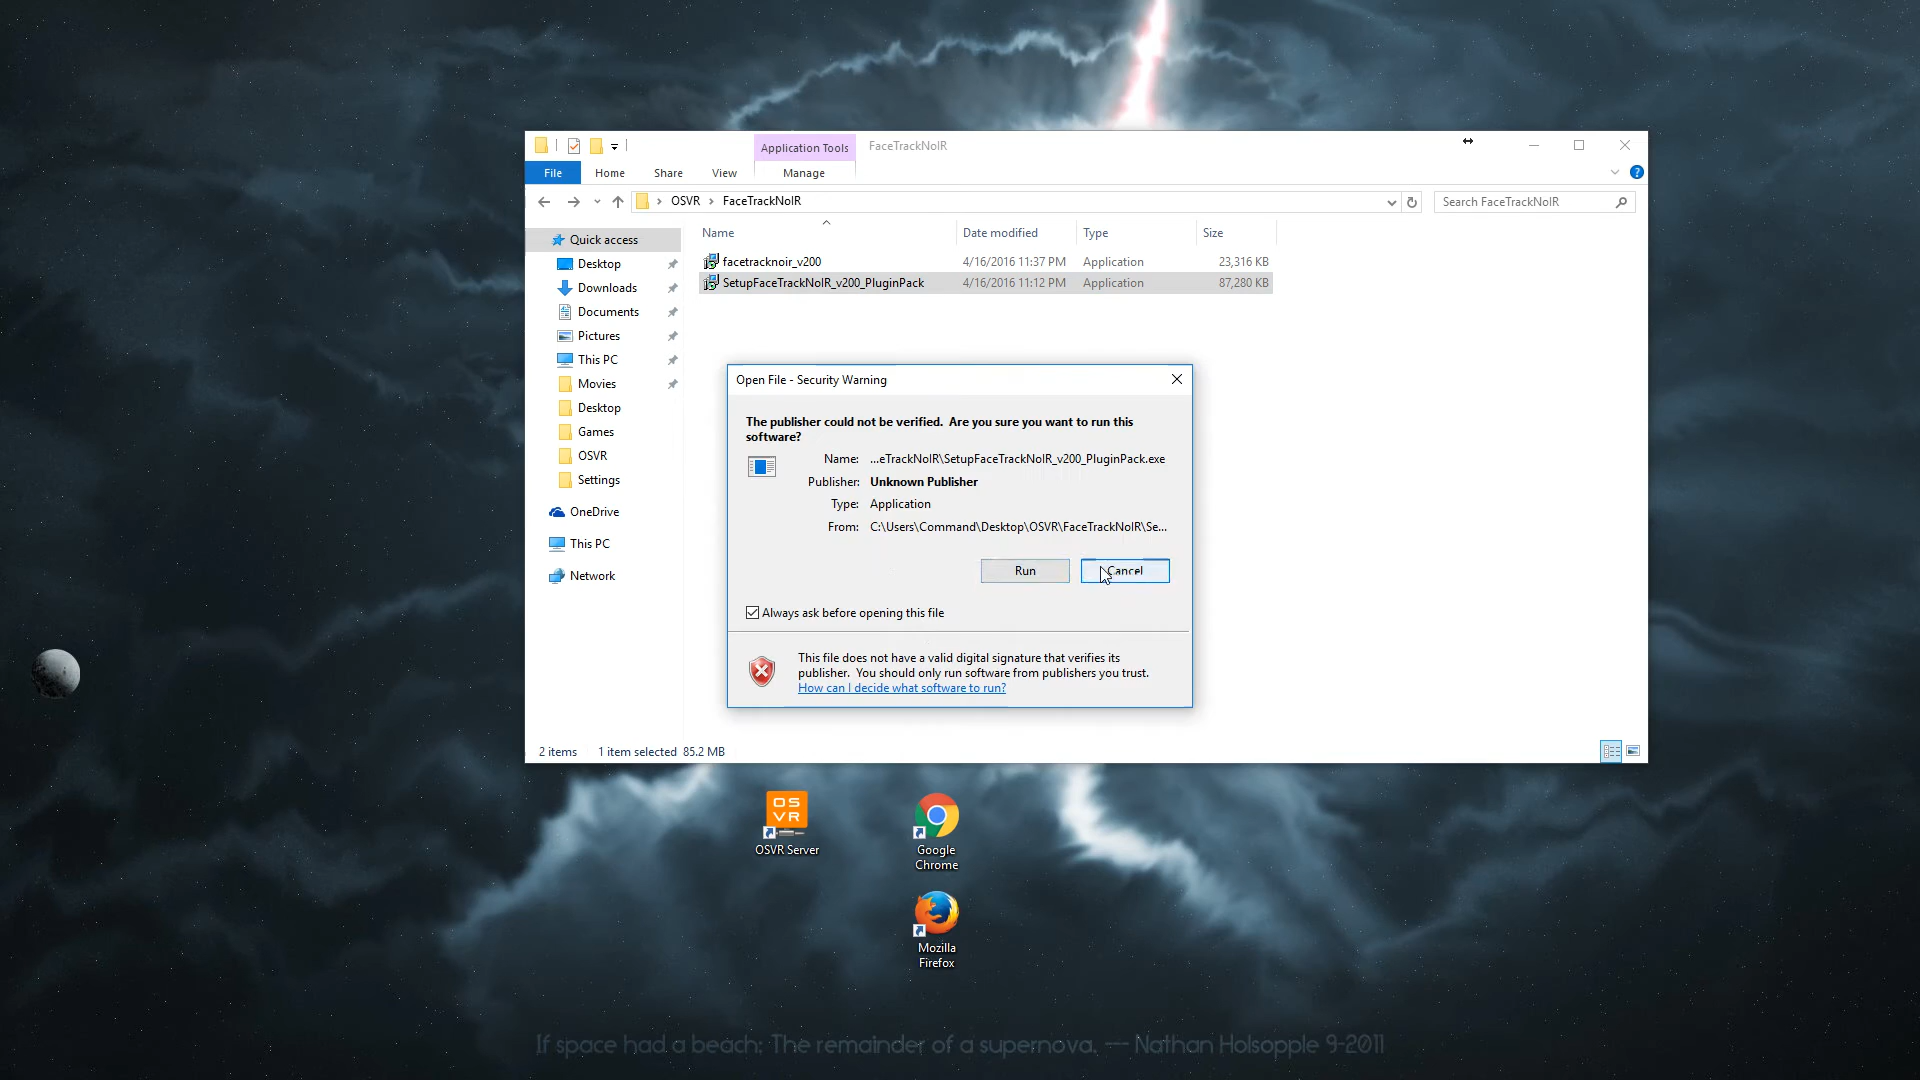 Application Tools
FaceTrackNoIR
File
Home
Share
View
Manage
OSVR
FaceTrackNoIR
Search FaceTrackNoIR
Name
Date modified
Type
Size
Quick access
Desktop
Downloads
Documents
Pictures
This PC
Movies
Desktop
Games
OSVR
Settings
OneDrive
This PC
Network
facetracknoir_v200 4/16/2016 11:37 PM Application 23,316 KB
SetupFaceTrackNoIR_v200_PluginPack 4/16/2016 11:12 PM Application 87,280 KB
Open File - Security Warning
The publisher could not be verified. Are you sure you want to run this
software?
Name: ...eTrackNoIR\SetupFaceTrackNoIR_v200_PluginPack.exe
Publisher: Unknown Publisher
Type: Application
From: C:\Users\Command\Desktop\OSVR\FaceTrackNoIR\Se...
Run
Cancel
Always ask before opening this file
This file does not have a valid digital signature that verifies its
publisher. You should only run software from publishers you trust.
How can I decide what software to run?
2 items 1 item selected 85.2 MB
OS
VR
OSVR Server
Google
Chrome
Mozilla
Firefox
If space had a beach: The remainder of a supernova. --- Nathan Holsopple 9-2011